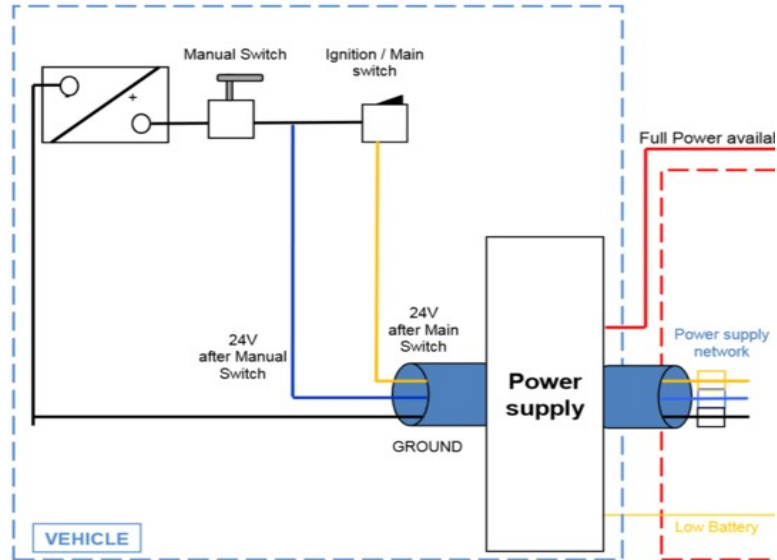 Manual Switch
Ignition / Main
switch
-
+
Full Power availa
24V
after Manual
Switch
24V
after Main
Switch
Power supply
network
Power
supply
GROUND
Low Battery
VEHICLE